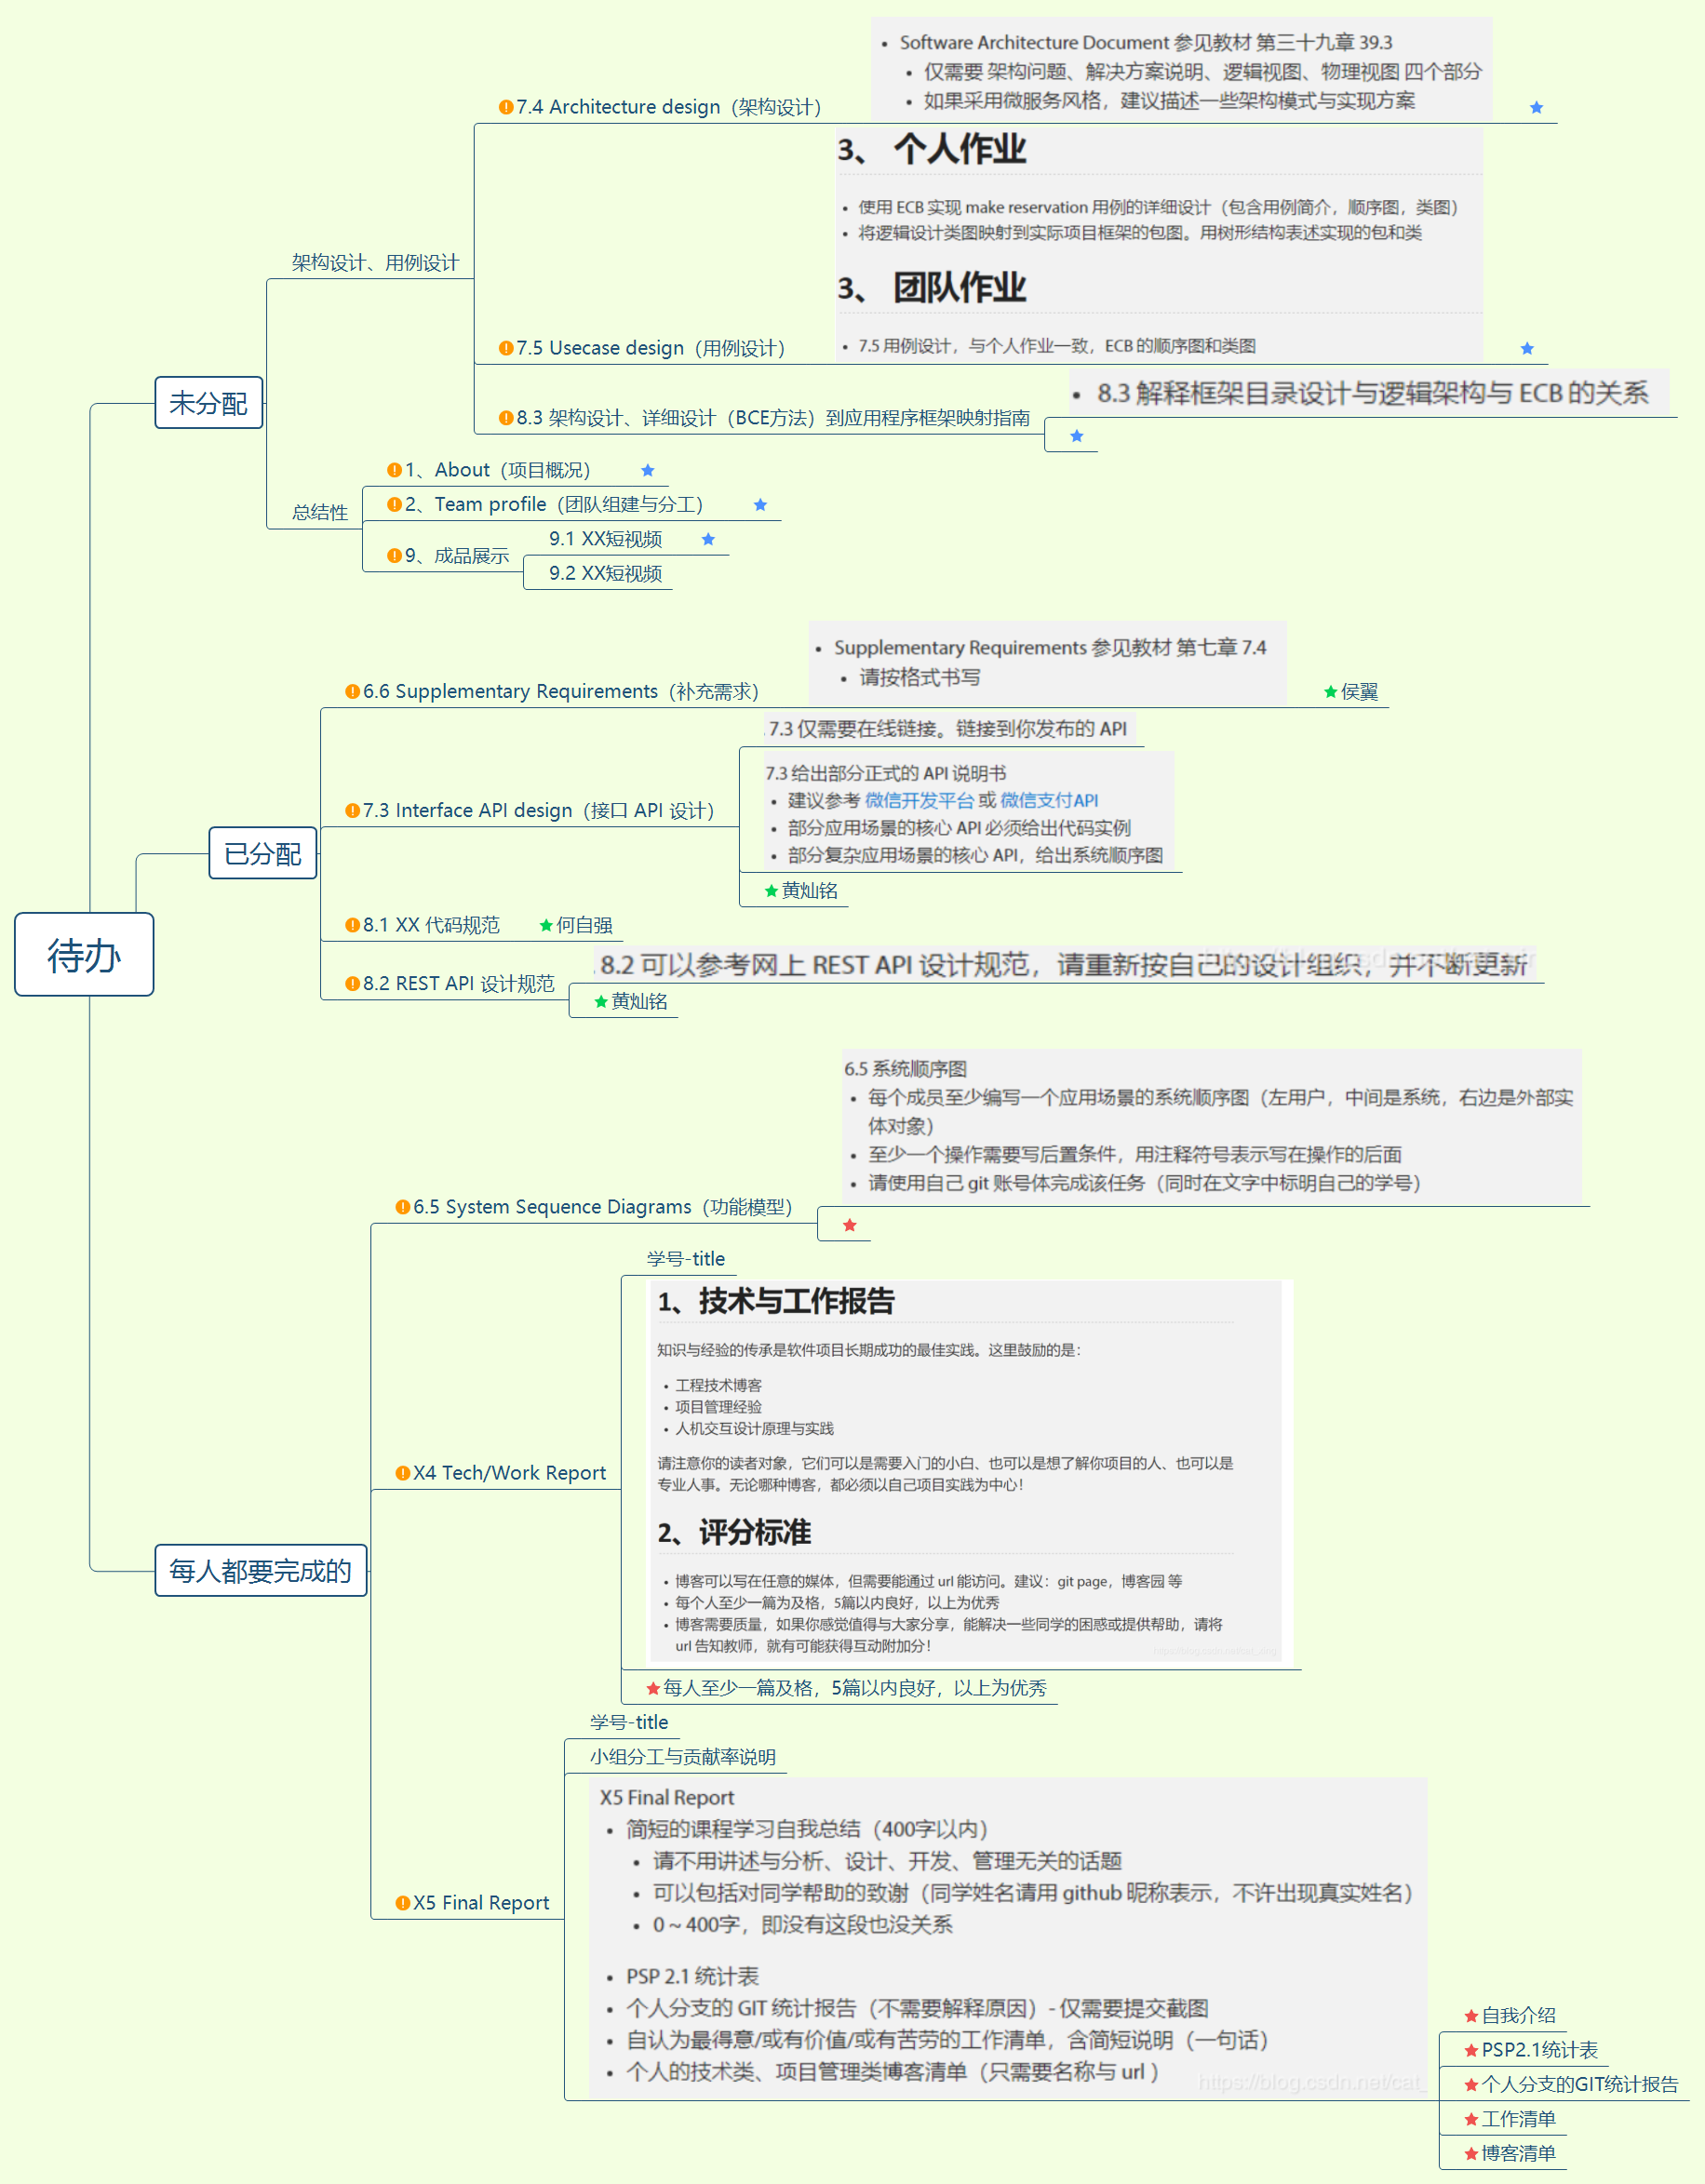 待办
未分配
架构设计、用例设计
7.4 Architecture design（架构设计）
• Software Architecture Document 参见教材 第三十九章 39.3
• 仅需要 架构问题、解决方案说明、逻辑视图、物理视图 四个部分
• 如果采用微服务风格，建议描述一些架构模式与实现方案
7.5 Usecase design（用例设计）
3、 个人作业
• 使用 ECB 实现 make reservation 用例的详细设计（包含用例简介，顺序图，类图）
• 将逻辑设计类图映射到实际项目框架的包图。用树形结构表述实现的包和类
3、 团队作业
• 7.5 用例设计，与个人作业一致，ECB 的顺序图和类图
8.3 架构设计、详细设计（BCE方法）到应用程序框架映射指南
• 8.3 解释框架目录设计与逻辑架构与 ECB 的关系
总结性
1、About（项目概况）
2、Team profile（团队组建与分工）
9、成品展示
9.1 XX短视频
9.2 XX短视频
已分配
6.6 Supplementary Requirements（补充需求）
• Supplementary Requirements 参见教材 第七章 7.4
• 请按格式书写
侯翼
7.3 Interface API design（接口 API 设计）
7.3 仅需要在线链接。链接到你发布的 API
7.3 给出部分正式的 API 说明书
• 建议参考 微信开发平台 或 微信支付API
• 部分应用场景的核心 API 必须给出代码实例
• 部分复杂应用场景的核心 API，给出系统顺序图
黄灿铭
8.1 XX 代码规范
何自强
8.2 REST API 设计规范
8.2 可以参考网上 REST API 设计规范，请重新按自己的设计组织，并不断更新
黄灿铭
每人都要完成的
6.5 System Sequence Diagrams（功能模型）
6.5 系统顺序图
• 每个成员至少编写一个应用场景的系统顺序图（左用户，中间是系统，右边是外部实
体对象）
• 至少一个操作需要写后置条件，用注释符号表示写在操作的后面
• 请使用自己 git 账号体完成该任务（同时在文字中标明自己的学号）
X4 Tech/Work Report
学号-title
1、技术与工作报告
知识与经验的传承是软件项目长期成功的最佳实践。这里鼓励的是：
• 工程技术博客
• 项目管理经验
• 人机交互设计原理与实践
请注意你的读者对象，它们可以是需要入门的小白、也可以是想了解你项目的人、也可以是
专业人事。无论哪种博客，都必须以自己项目实践为中心！
2、评分标准
• 博客可以写在任意的媒体，但需要能通过 url 能访问。建议：git page，博客园 等
• 每个人至少一篇为及格，5篇以内良好，以上为优秀
• 博客需要质量，如果你感觉值得与大家分享，能解决一些同学的困惑或提供帮助，请将
url 告知教师，就有可能获得互动附加分！
每人至少一篇及格，5篇以内良好，以上为优秀
X5 Final Report
学号-title
小组分工与贡献率说明
X5 Final Report
• 简短的课程学习自我总结（400字以内）
• 请不用讲述与分析、设计、开发、管理无关的话题
• 可以包括对同学帮助的致谢（同学姓名请用 github 昵称表示，不许出现真实姓名）
• 0 ~ 400字，即没有这段也没关系
• PSP 2.1 统计表
• 个人分支的 GIT 统计报告（不需要解释原因）- 仅需要提交截图
• 自认为最得意/或有价值/或有苦劳的工作清单，含简短说明（一句话）
• 个人的技术类、项目管理类博客清单（只需要名称与 url ）
https://blog.csdn.net/cat_
自我介绍
PSP2.1统计表
个人分支的GIT统计报告
工作清单
博客清单